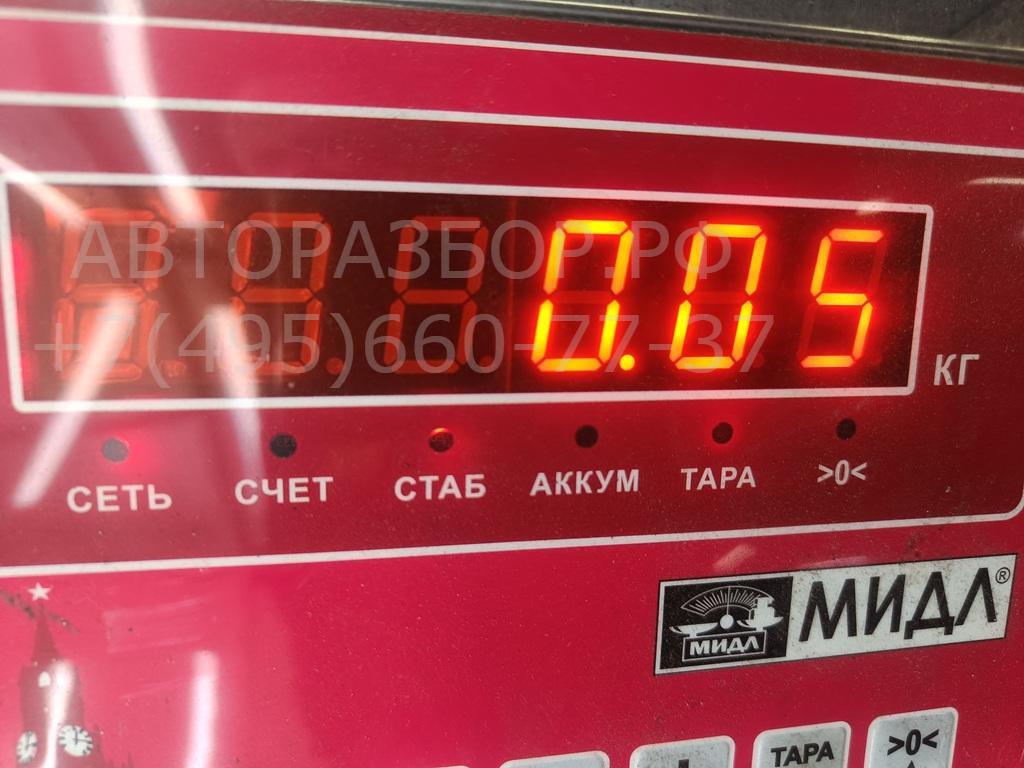 АВТОРАЗБОР.РФ
+7(495)660-77-37
0.05
КГ
СЕТЬ СЧЕТ СТАБ АККУМ ТАРА >0<
МИДЛ МИДЛ®
ТАРА >0<